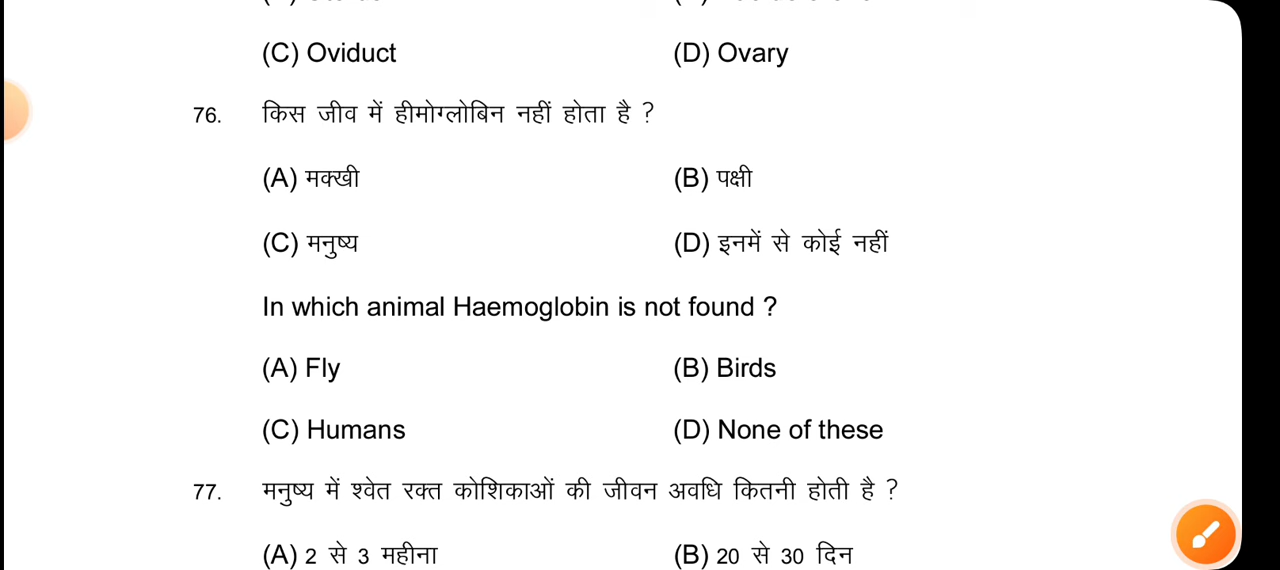 (C) Oviduct (D) Ovary
76. किस जीव में हीमोग्लोबिन नहीं होता है ?
(A) मक्खी (B) पक्षी
(C) मनुष्य (D) इनमें से कोई नहीं
In which animal Haemoglobin is not found ?
(A) Fly (B) Birds
(C) Humans (D) None of these
77. मनुष्य में श्वेत रक्त कोशिकाओं की जीवन अवधि कितनी होती है ?
(A) 2 से 3 महीना (B) 20 से 30 दिन